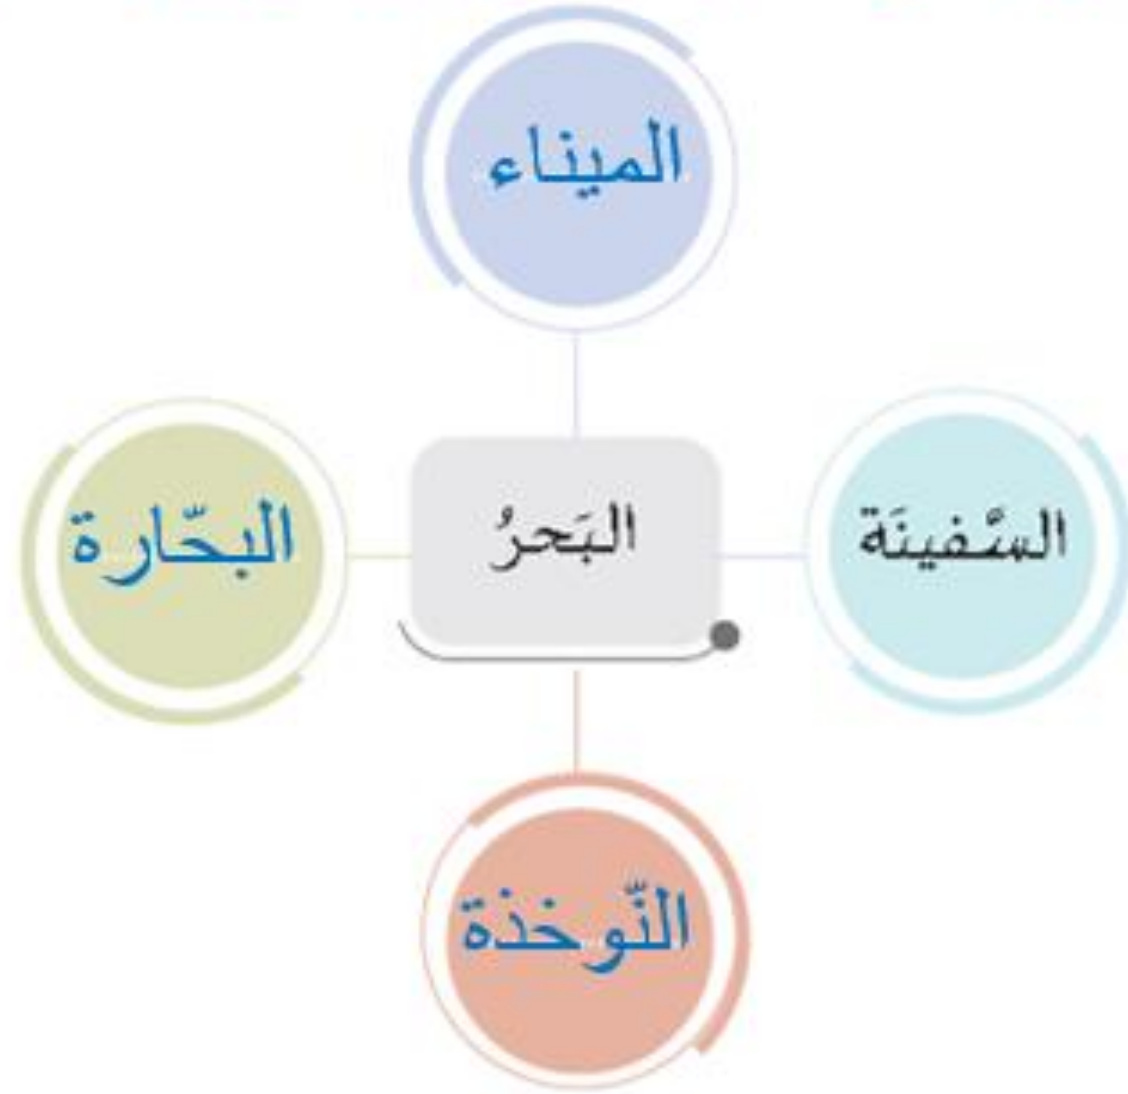 الميناء
السَّفينَة
البَحرُ
البحّارة
النّوخذة